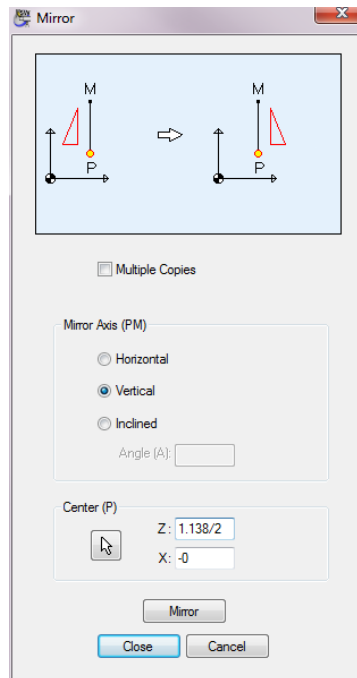 Mirror
M
M
P
P
Multiple Copies
Mirror Axis (PM)
Horizontal
Vertical
Inclined
Angle (A):
Center (P)
Z: 1.138/2
X: -0
Mirror
Close Cancel